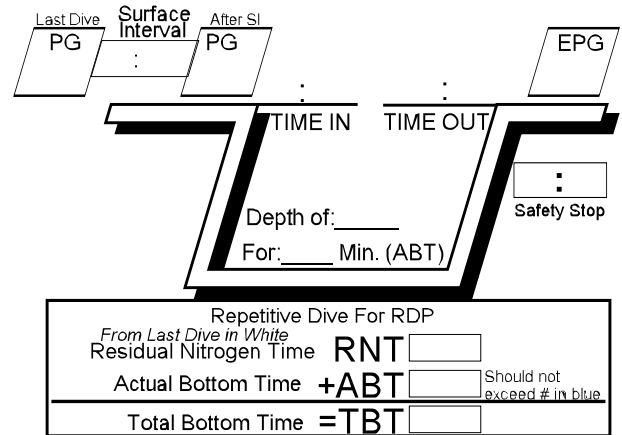 Last Dive
Surface
Interval
After SI
PG
:
PG
EPG
:
:
TIME IN
TIME OUT
:
Safety Stop
Depth of:_____
For:____ Min. (ABT)
Repetitive Dive For RDP
From Last Dive in White
Residual Nitrogen Time RNT
Actual Bottom Time +ABT
Should not
exceed # in blue
Total Bottom Time =TBT